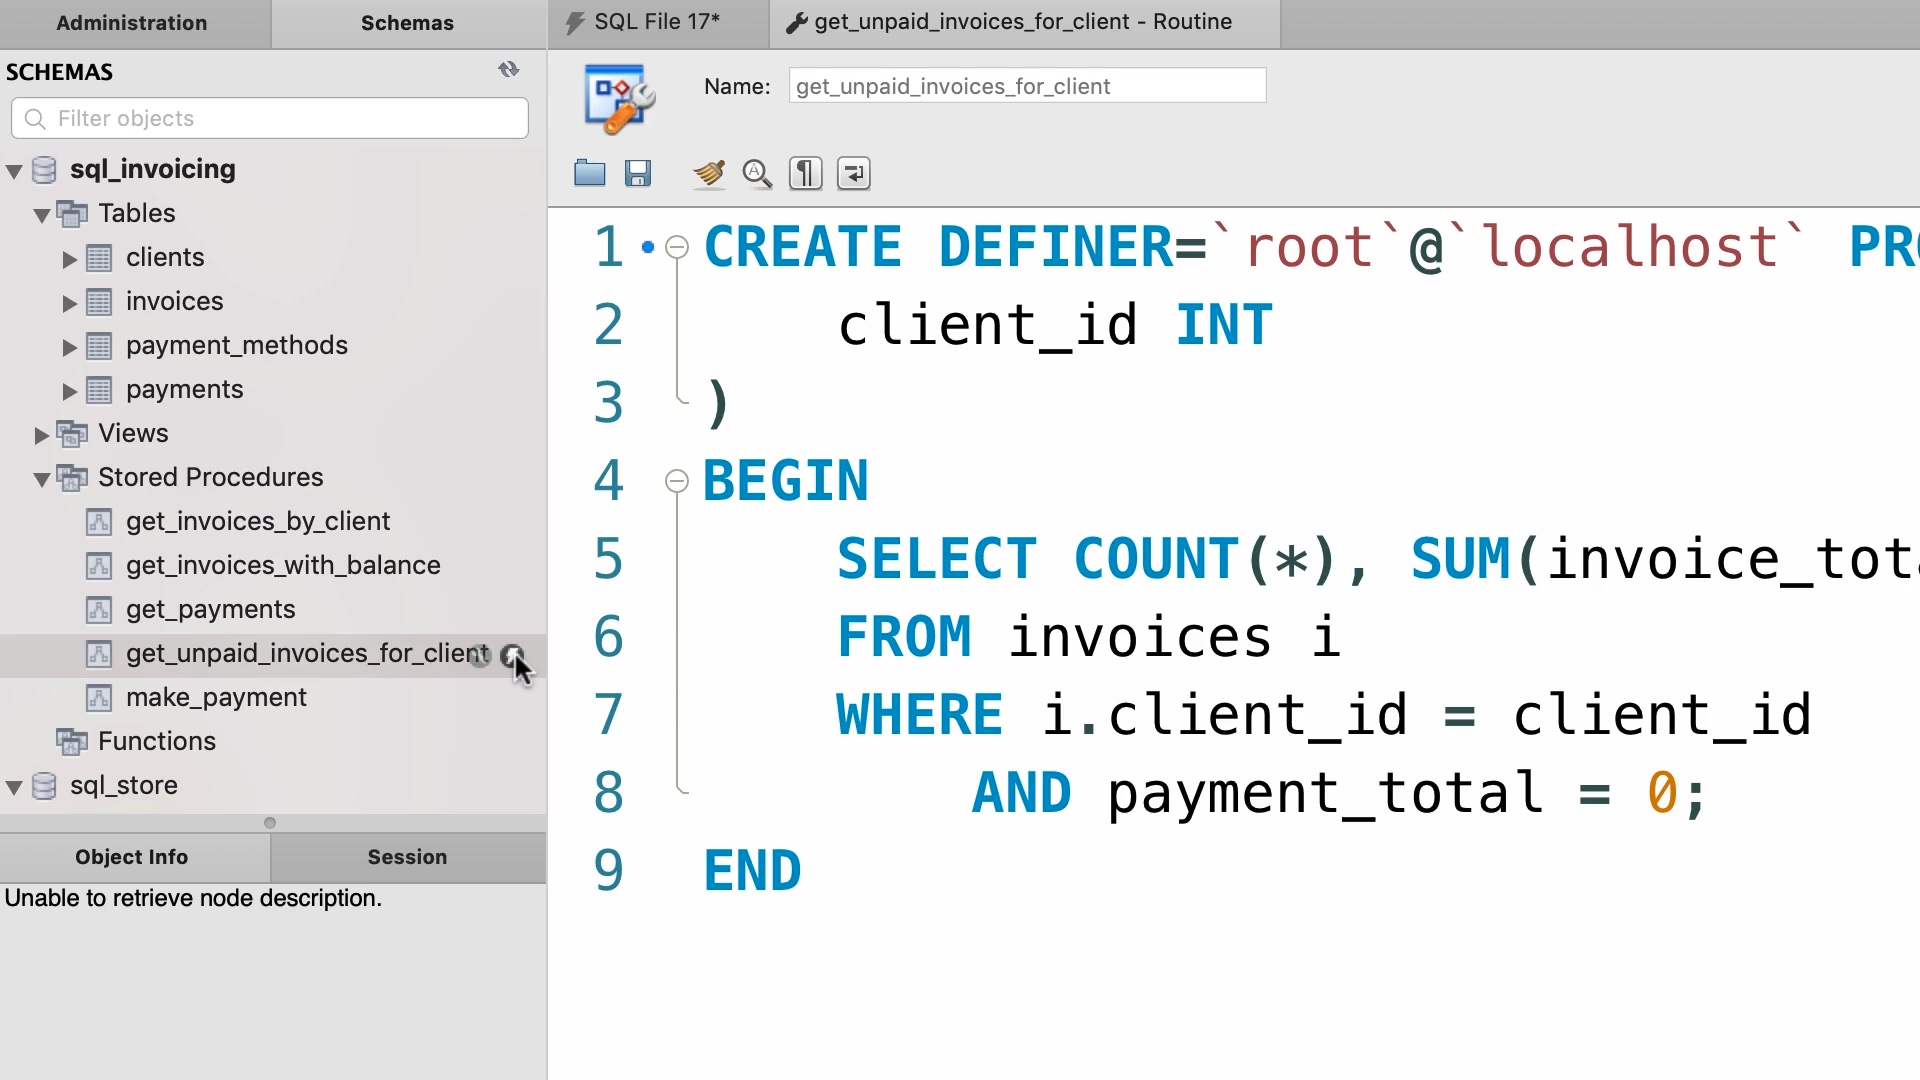 Administration
Schemas
SQL File 17*
get_unpaid_invoices_for_client - Routine
SCHEMAS
Filter objects
sql_invoicing
Tables
clients
invoices
payment_methods
payments
Views
Stored Procedures
get_invoices_by_client
get_invoices_with_balance
get_payments
get_unpaid_invoices_for_client
make_payment
Functions
sql_store
Object Info
Session
Unable to retrieve node description.
Name: get_unpaid_invoices_for_client
1 CREATE DEFINER=`root`@`localhost` PRO
2 client_id INT
3 )
4 BEGIN
5 SELECT COUNT(*), SUM(invoice_tota
6 FROM invoices i
7 WHERE i.client_id = client_id
8 AND payment_total = 0;
9 END